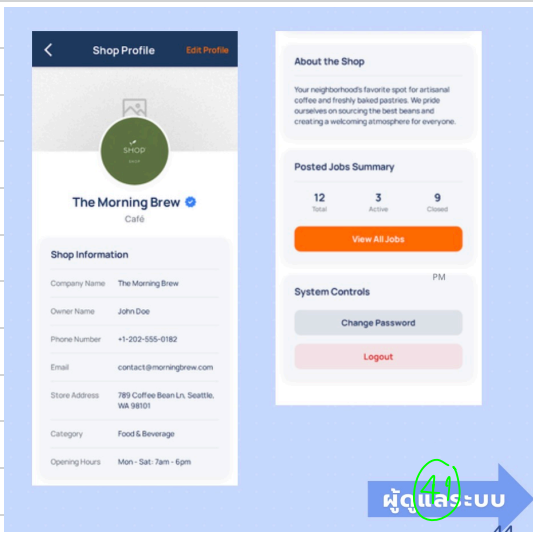 Shop Profile
Edit Profile
SHOP
The Morning Brew
Café
Shop Information
Company Name The Morning Brew
Owner Name John Doe
Phone Number +1-202-555-0182
Email contact@morningbrew.com
Store Address 789 Coffee Bean Ln, Seattle,
WA 98101
Category Food & Beverage
Opening Hours Mon - Sat: 7am - 6pm
About the Shop
Your neighborhood's favorite spot for artisanal
coffee and freshly baked pastries. We pride
ourselves on sourcing the best beans and
creating a welcoming atmosphere for everyone.
Posted Jobs Summary
12 3 9
Total Active Closed
View All Jobs
PM
System Controls
Change Password
Logout
41
ผู้ดูแลระบบ